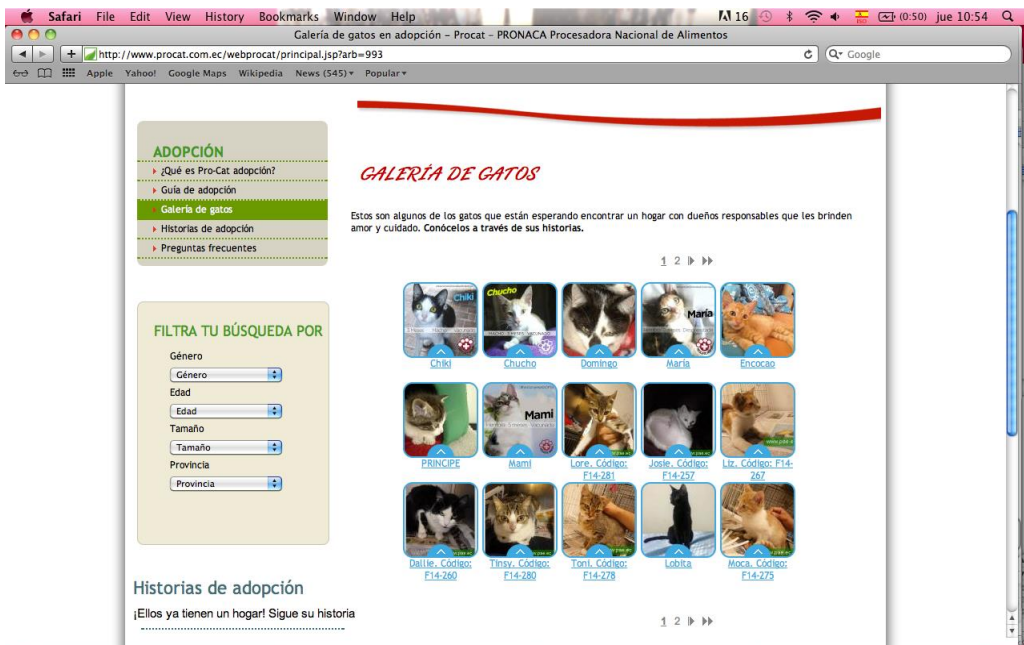 Safari File Edit View History Bookmarks Window Help 16 (0:50) jue 10:54
Galería de gatos en adopción – Procat – PRONACA Procesadora Nacional de Alimentos
http://www.procat.com.ec/webprocat/principal.jsp?arb=993 Google
Apple Yahoo! Google Maps Wikipedia News (545) Popular
ADOPCIÓN
¿Qué es Pro-Cat adopción?
Guía de adopción
Galería de gatos
Historias de adopción
Preguntas frecuentes
GALERÍA DE GATOS
Estos son algunos de los gatos que están esperando encontrar un hogar con dueños responsables que les brinden
amor y cuidado. Conócelos a través de sus historias.
1 2
FILTRA TU BÚSQUEDA POR
Género
Género
Edad
Edad
Tamaño
Tamaño
Provincia
Provincia
Chiki
Chucho
María
Chiki Chucho Domingo María Encocao
Mami
PRINCIPE Mami Lore. Código: Josie. Código: Liz. Código: F14-
F14-281 F14-257 267
Dallie. Código: Tinsy. Código: Toni. Código: Lobita Moca. Código:
F14-260 F14-280 F14-278 F14-275
Historias de adopción
¡Ellos ya tienen un hogar! Sigue su historia
1 2